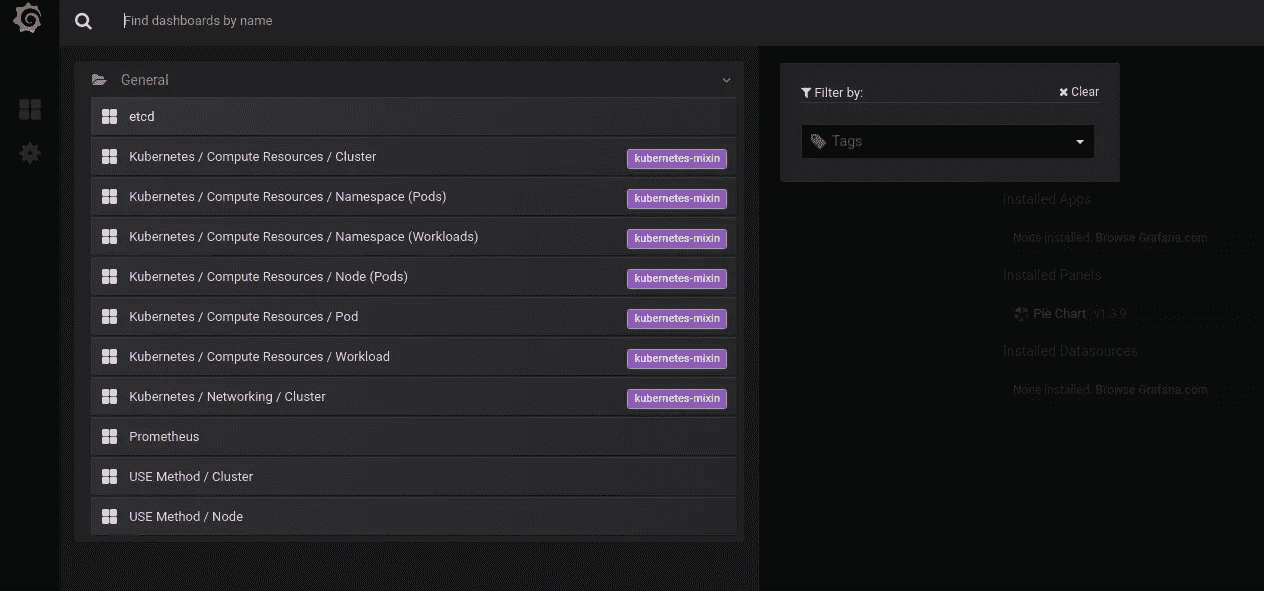 Find dashboards by name
General
etcd
Kubernetes / Compute Resources / Cluster kubernetes-mixin
Kubernetes / Compute Resources / Namespace (Pods) kubernetes-mixin
Kubernetes / Compute Resources / Namespace (Workloads) kubernetes-mixin
Kubernetes / Compute Resources / Node (Pods) kubernetes-mixin
Kubernetes / Compute Resources / Pod kubernetes-mixin
Kubernetes / Compute Resources / Workload kubernetes-mixin
Kubernetes / Networking / Cluster kubernetes-mixin
Prometheus
USE Method / Cluster
USE Method / Node
Filter by: Clear
Tags
Installed Apps
None installed. Browse Grafana.com
Installed Panels
Pie Chart v1.3.9
Installed Datasources
None installed. Browse Grafana.com